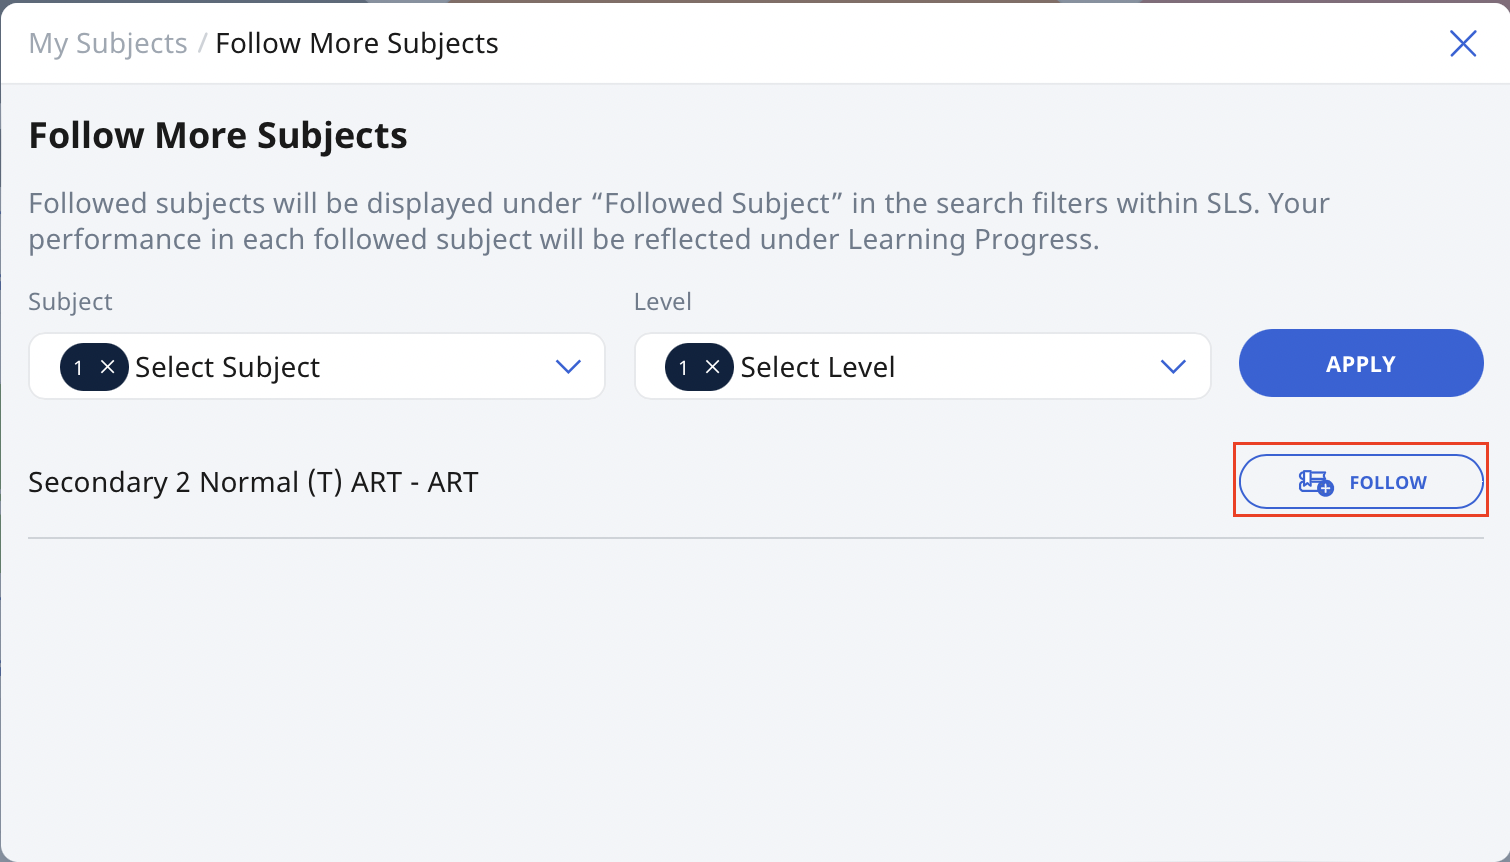 My Subjects / Follow More Subjects
Follow More Subjects
Followed subjects will be displayed under “Followed Subject” in the search filters within SLS. Your
performance in each followed subject will be reflected under Learning Progress.
Subject
Level
1 Select Subject
1 Select Level
APPLY
Secondary 2 Normal (T) ART - ART
FOLLOW